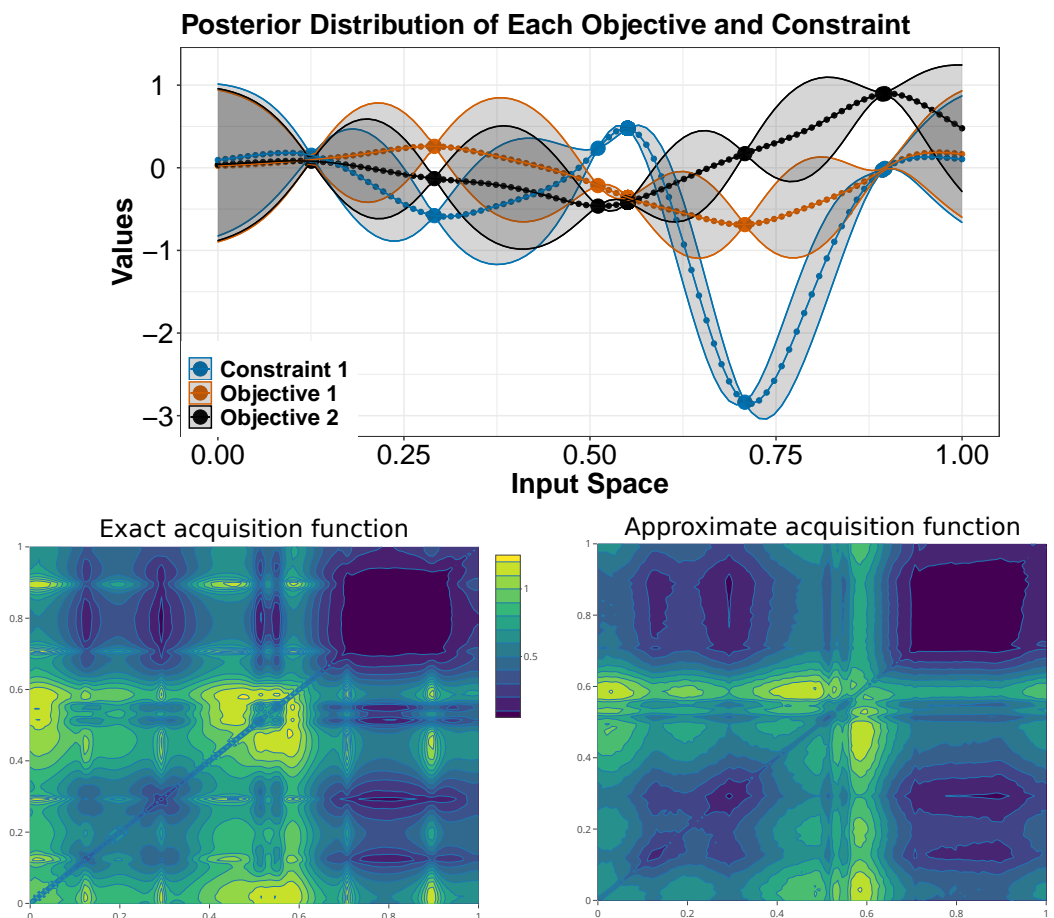 Posterior Distribution of Each Objective and Constraint
Values
1
0
−1
−2
−3
Constraint 1
Objective 1
Objective 2
0.00 0.25 0.50 0.75 1.00
Input Space
Exact acquisition function
1
0.8
0.6
0.4
0.2
0
0 0.2 0.4 0.6 0.8 1
1
0.5
Approximate acquisition function
1
0.8
0.6
0.4
0.2
0
0 0.2 0.4 0.6 0.8 1